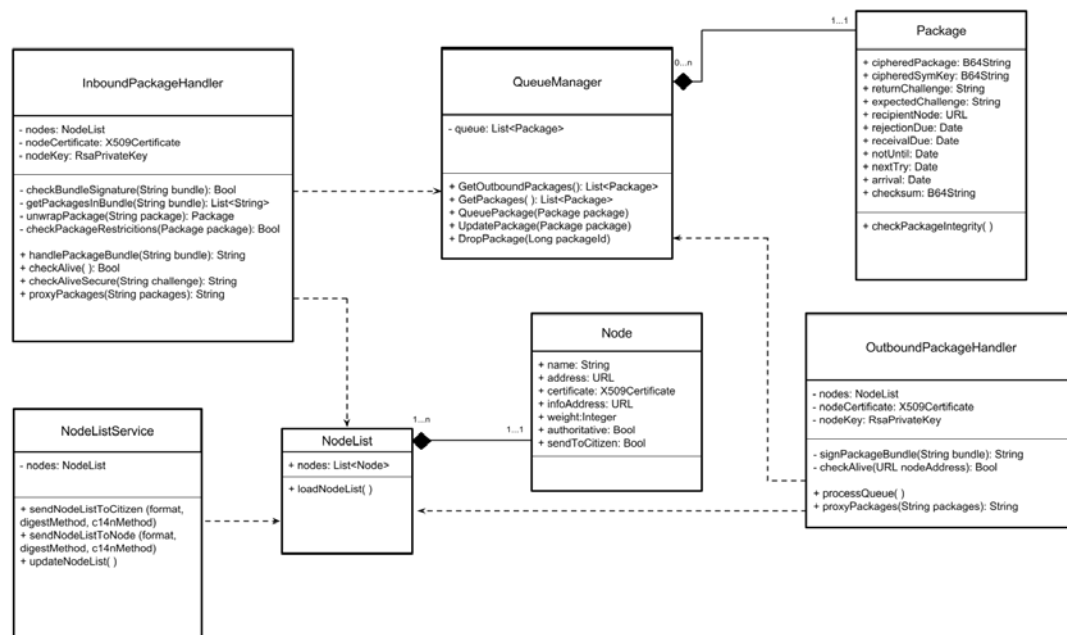 InboundPackageHandler
- nodes: NodeList
- nodeCertificate: X509Certificate
- nodeKey: RsaPrivateKey
- checkBundleSignature(String bundle): Bool
- getPackagesInBundle(String bundle): List<String>
- unwrapPackage(String package): Package
- checkPackageRestricitions(Package package): Bool
+ handlePackageBundle(String bundle): String
+ checkAlive( ): Bool
+ checkAliveSecure(String challenge): String
+ proxyPackages(String packages): String
QueueManager
- queue: List<Package>
+ GetOutboundPackages(): List<Package>
+ GetPackages( ): List<Package>
+ QueuePackage(Package package)
+ UpdatePackage(Package package)
+ DropPackage(Long packageId)
0...n
1...1
Package
+ cipheredPackage: B64String
+ cipheredSymKey: B64String
+ returnChallenge: String
+ expectedChallenge: String
+ recipientNode: URL
+ rejectionDue: Date
+ receivalDue: Date
+ notUntil: Date
+ nextTry: Date
+ arrival: Date
+ checksum: B64String
+ checkPackageIntegrity( )
Node
+ name: String
+ address: URL
+ certificate: X509Certificate
+ infoAddress: URL
+ weight:Integer
+ authoritative: Bool
+ sendToCitizen: Bool
OutboundPackageHandler
- nodes: NodeList
- nodeCertificate: X509Certificate
- nodeKey: RsaPrivateKey
- signPackageBundle(String bundle): String
- checkAlive(URL nodeAddress): Bool
+ processQueue( )
+ proxyPackages(String packages): String
NodeListService
- nodes: NodeList
+ sendNodeListToCitizen (format,
digestMethod, c14nMethod)
+ sendNodeListToNode (format,
digestMethod, c14nMethod)
+ updateNodeList( )
NodeList
+ nodes: List<Node>
+ loadNodeList( )
1...n
1...1